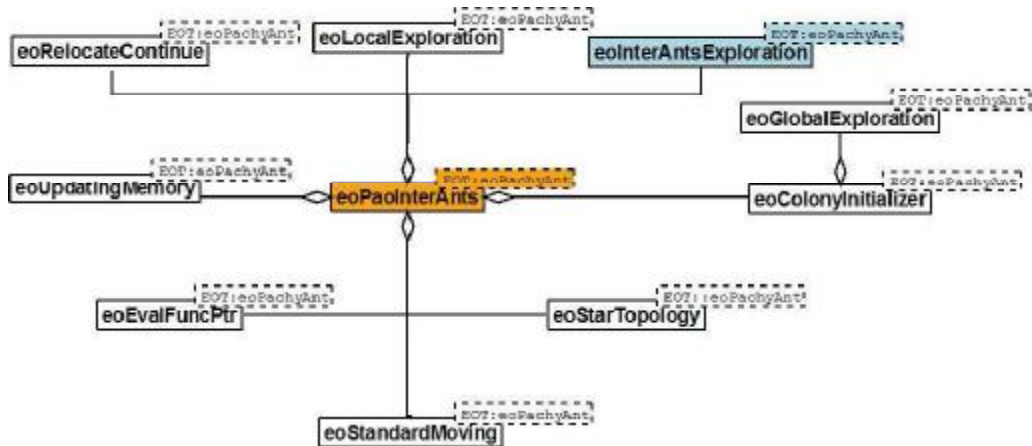 EOT:eoPachyAnt
eoRelocateContinue
EOT:eoPachyAnt
eoLocalExploration
EOT:eoPachyAnt
eoInterAntsExploration
EOT:eoPachyAnt
eoGlobalExploration
EOT:eoPachyAnt
eoUpdatingMemory
EOT:eoPachyAnt
eoPaoInterAnts
EOT:eoPachyAnt
eoColonyInitializer
EOT:eoPachyAnt
eoEvalFuncPtr
EOT::eoPachyAnt
eoStarTopology
EOT:eoPachyAnt
eoStandardMoving